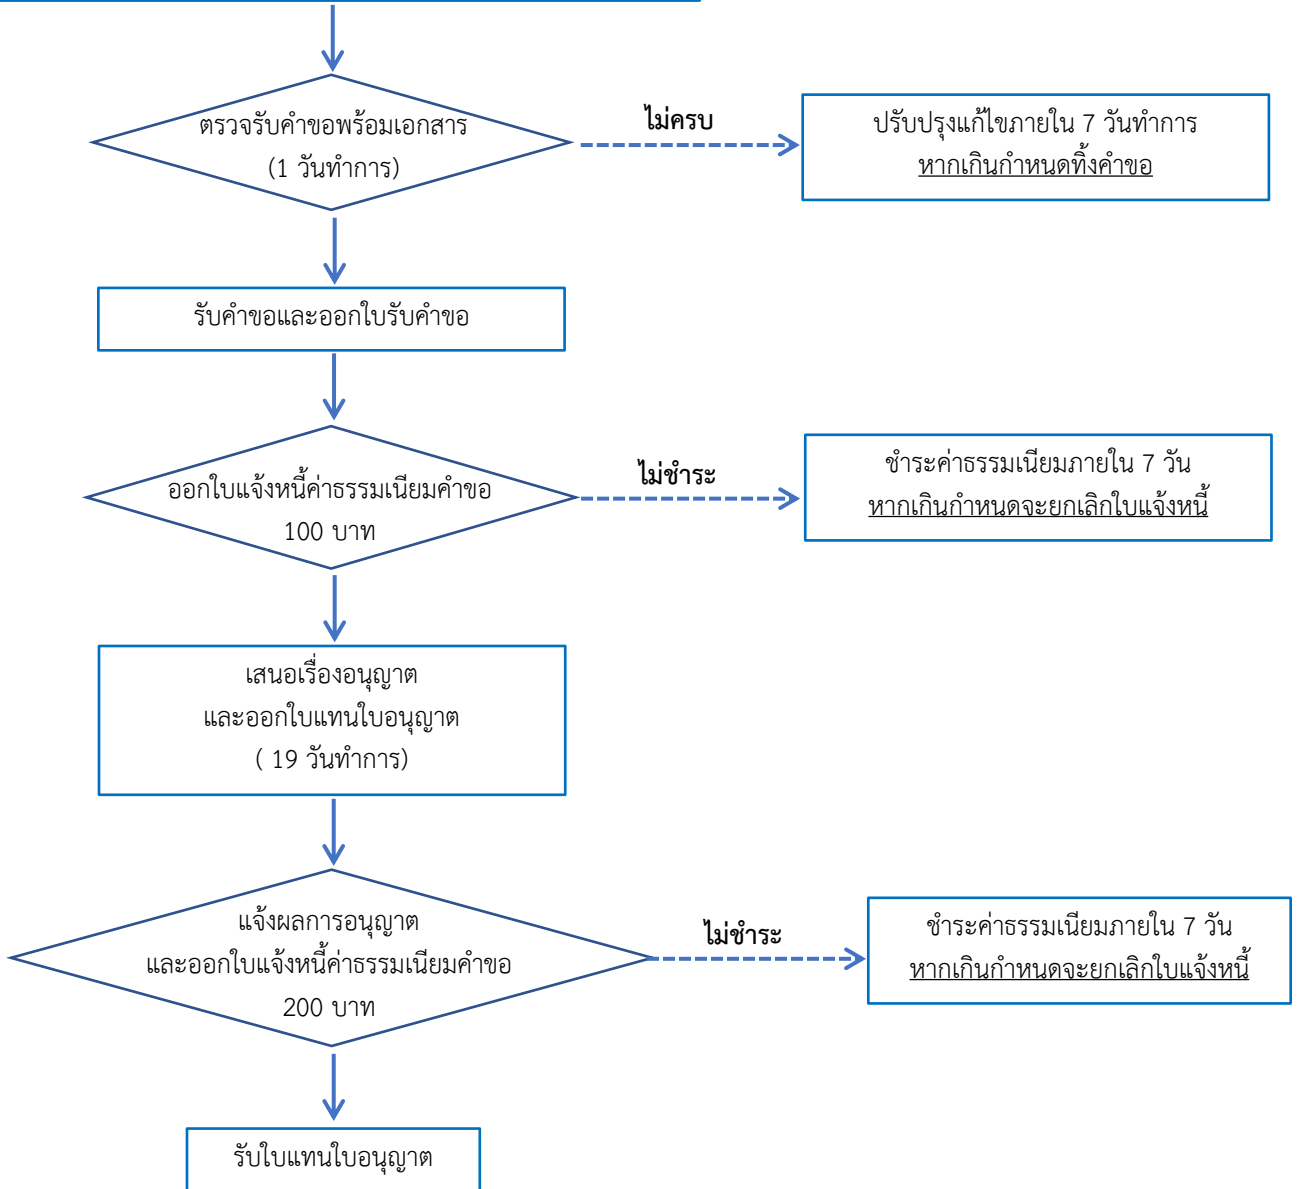 ตรวจรับคำขอพร้อมเอกสาร
(1 วันทำการ)
ไม่ครบ
ปรับปรุงแก้ไขภายใน 7 วันทำการ
หากเกินกำหนดทิ้งคำขอ
รับคำขอและออกใบรับคำขอ
ออกใบแจ้งหนี้ค่าธรรมเนียมคำขอ
100 บาท
ไม่ชำระ
ชำระค่าธรรมเนียมภายใน 7 วัน
หากเกินกำหนดจะยกเลิกใบแจ้งหนี้
เสนอเรื่องอนุญาต
และออกใบแทนใบอนุญาต
( 19 วันทำการ)
แจ้งผลการอนุญาต
และออกใบแจ้งหนี้ค่าธรรมเนียมคำขอ
200 บาท
ไม่ชำระ
ชำระค่าธรรมเนียมภายใน 7 วัน
หากเกินกำหนดจะยกเลิกใบแจ้งหนี้
รับใบแทนใบอนุญาต